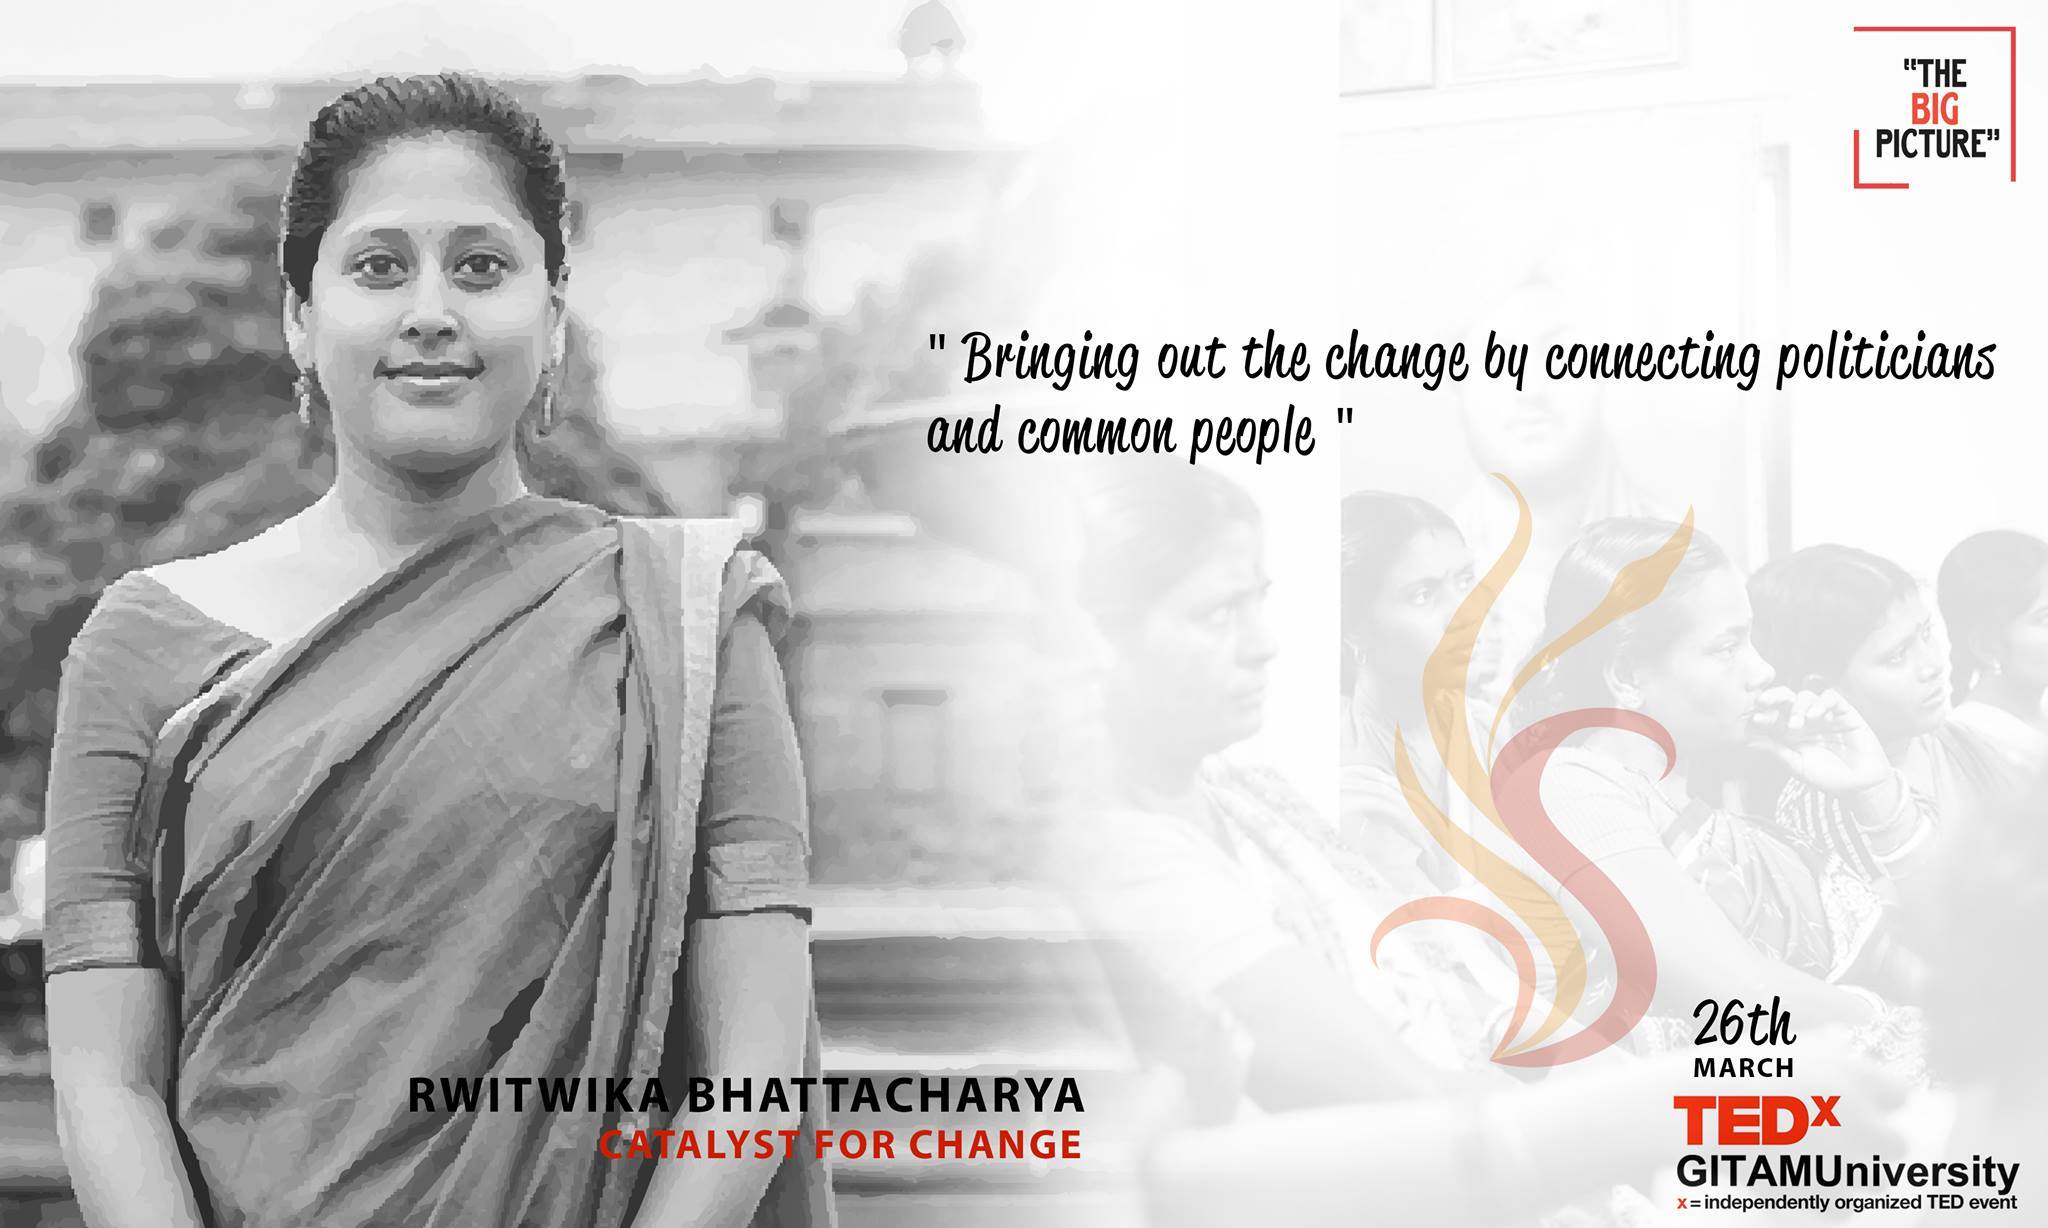 "THE
BIG
PICTURE"
" Bringing out the change by connecting politicians
and common people "
26th
MARCH
RWITWIKA BHATTACHARYA
CATALYST FOR CHANGE
TEDx
GITAMUniversity
x = independently organized TED event